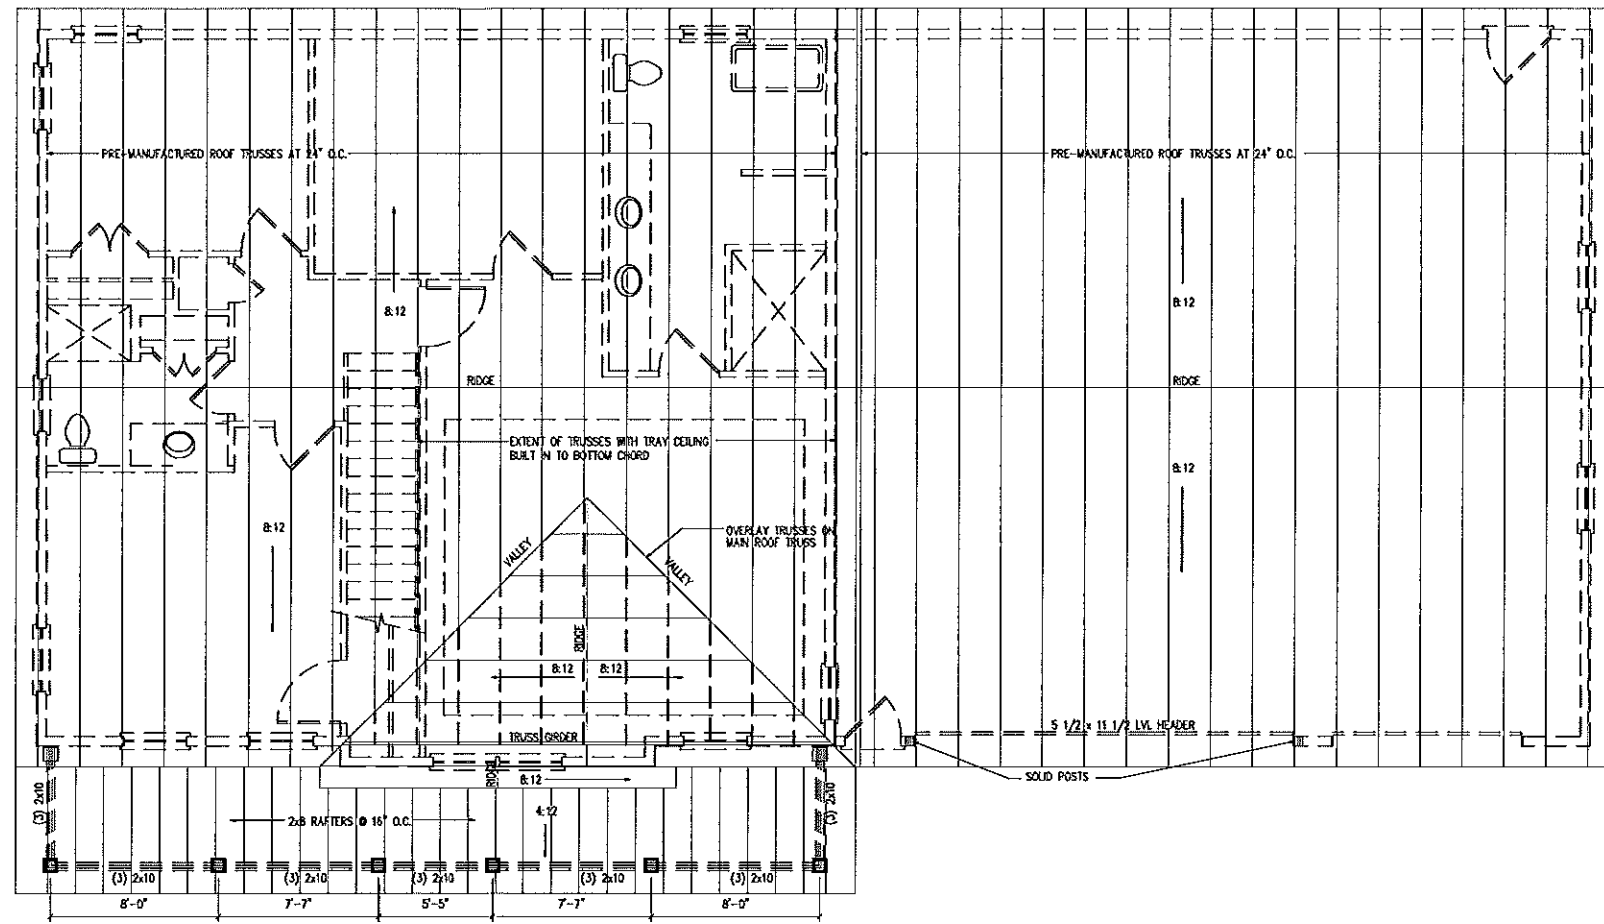 PRE-MANUFACTURED ROOF TRUSSES AT 24" O.C.
PRE-MANUFACTURED ROOF TRUSSES AT 24" O.C.
8:12
8:12
RIDGE
RIDGE
EXTENT OF TRUSSES WITH TRAY CEILING
BUILT IN TO BOTTOM CHORD
8:12
8:12
OVERLAY TRUSSES ON
MAIN ROOF TRUSS
VALLEY
VALLEY
RIDGE
8:12
8:12
TRUSS GIRDER
5 1/2 x 11 1/2 LVL HEADER
RIDGE
8:12
SOLID POSTS
(3) 2x10
(3) 2x10
4:12
2x8 RAFTERS @ 16" O.C.
(3) 2x10
(3) 2x10
(3) 2x10
(3) 2x10
(3) 2x10
8'-0"
7'-7"
5'-5"
7'-7"
8'-0"